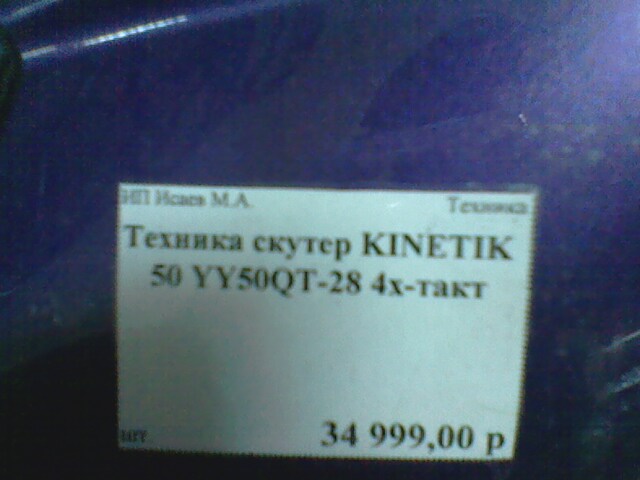 ИП Исаев М.А. Техника
Техника скутер KINETIK
50 YY50QT-28 4х-такт
шт 34 999,00 р